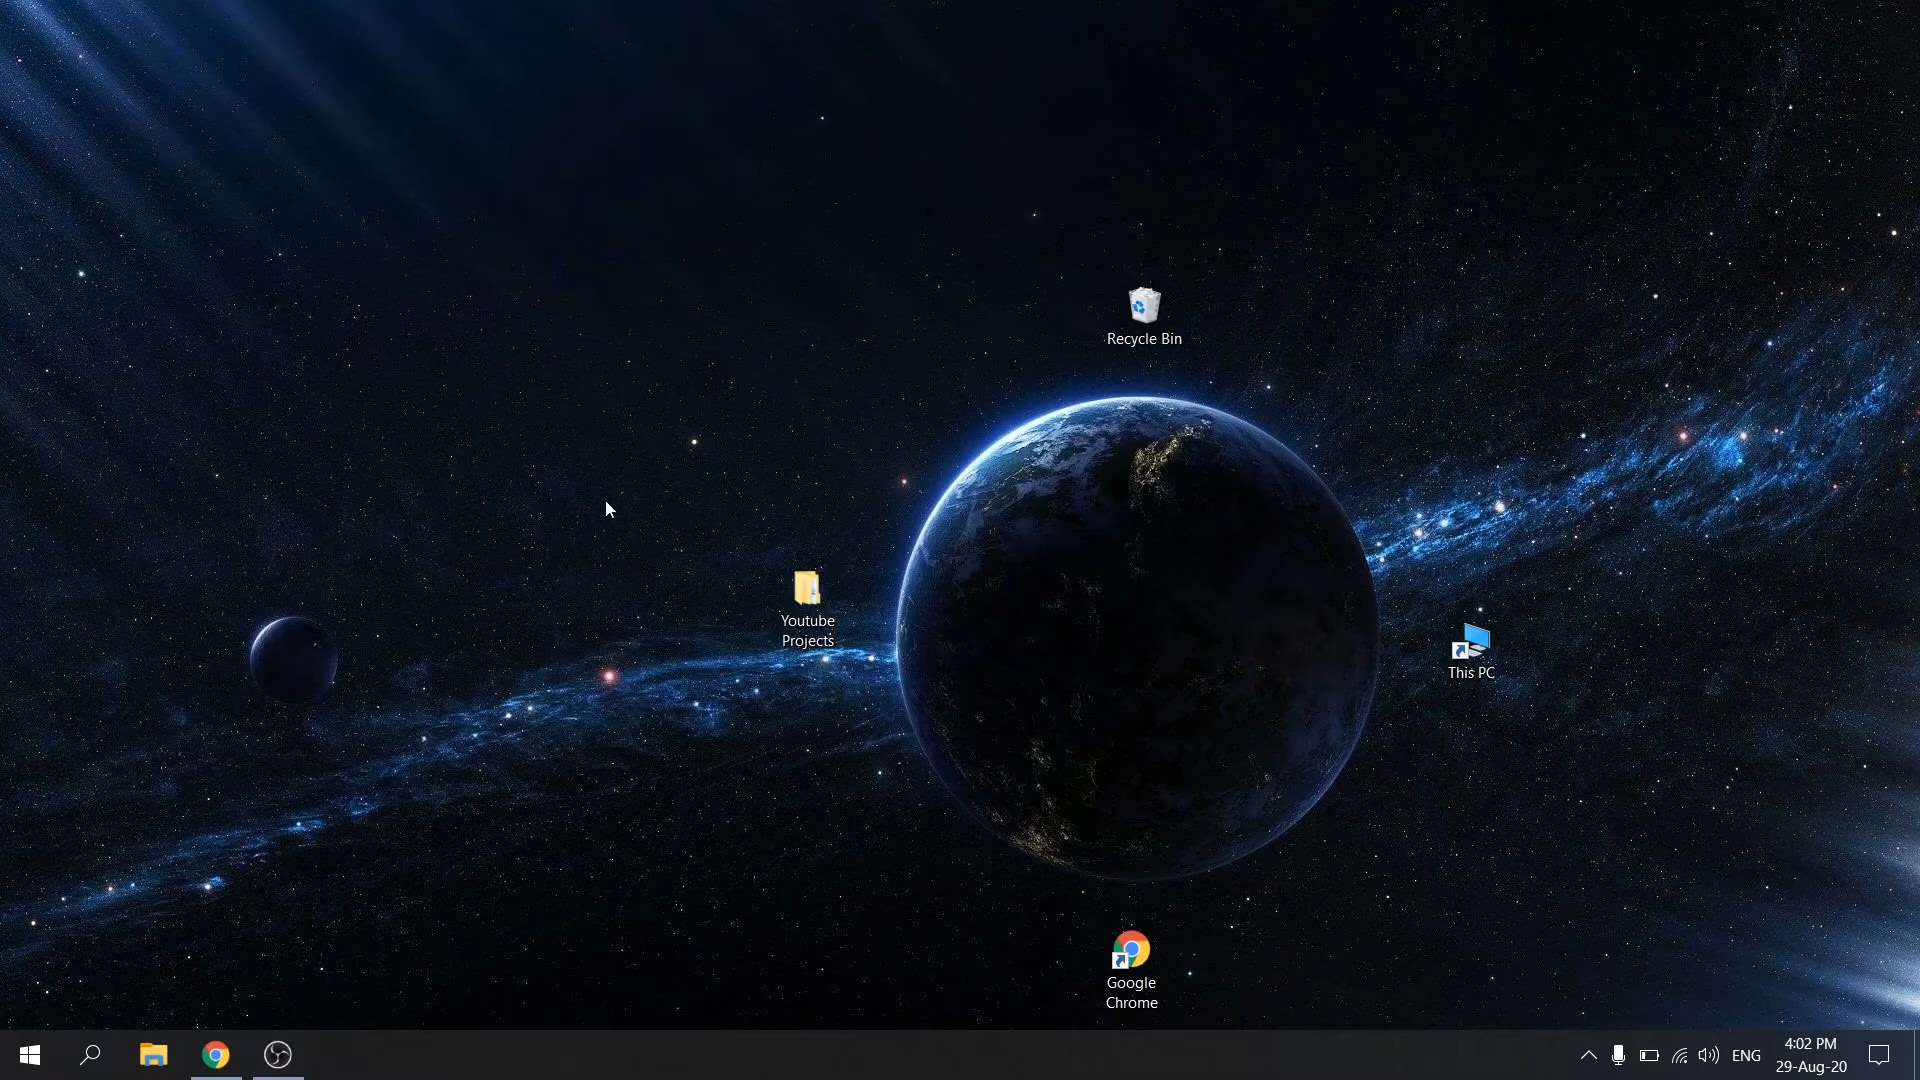 Recycle Bin
Youtube
Projects
This PC
Google
Chrome
ENG
4:02 PM
29-Aug-20